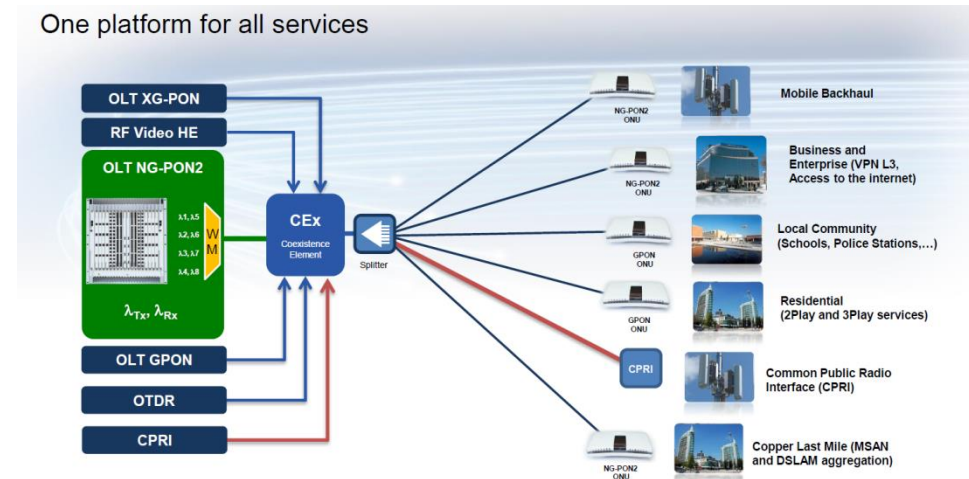 One platform for all services
OLT XG-PON
RF Video HE
OLT NG-PON2
λ1, λ5
λ2, λ6
λ3, λ7
λ4, λ8
WM
λTx, λRx
OLT GPON
OTDR
CPRI
CEx
Coexistence
Element
Splitter
NG-PON2
ONU
Mobile Backhaul
NG-PON2
ONU
Business and
Enterprise (VPN L3,
Access to the internet)
GPON
ONU
Local Community
(Schools, Police Stations,...)
GPON
ONU
Residential
(2Play and 3Play services)
CPRI
Common Public Radio
Interface (CPRI)
NG-PON2
ONU
Copper Last Mile (MSAN
and DSLAM aggregation)